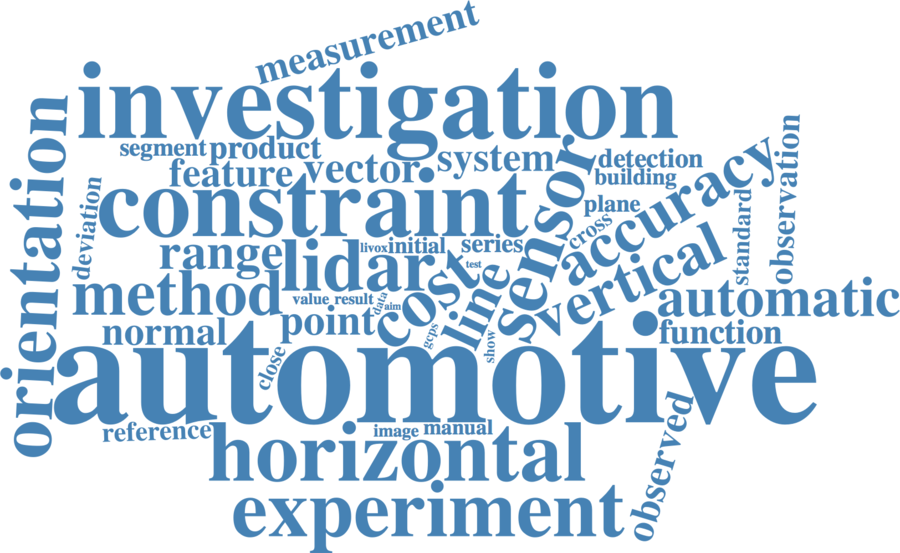 measurement
investigation
orientation
segment
product
system
sensor
detection
accuracy
observation
feature
vector
building
constraint
plane
deviation
cross
standard
range
lidar
livox
initial
series
test
cost
line
vertical
method
value
result
data
aim
automatic
normal
point
gcps
show
function
close
automotive
reference
horizontal
image
manual
observed
experiment